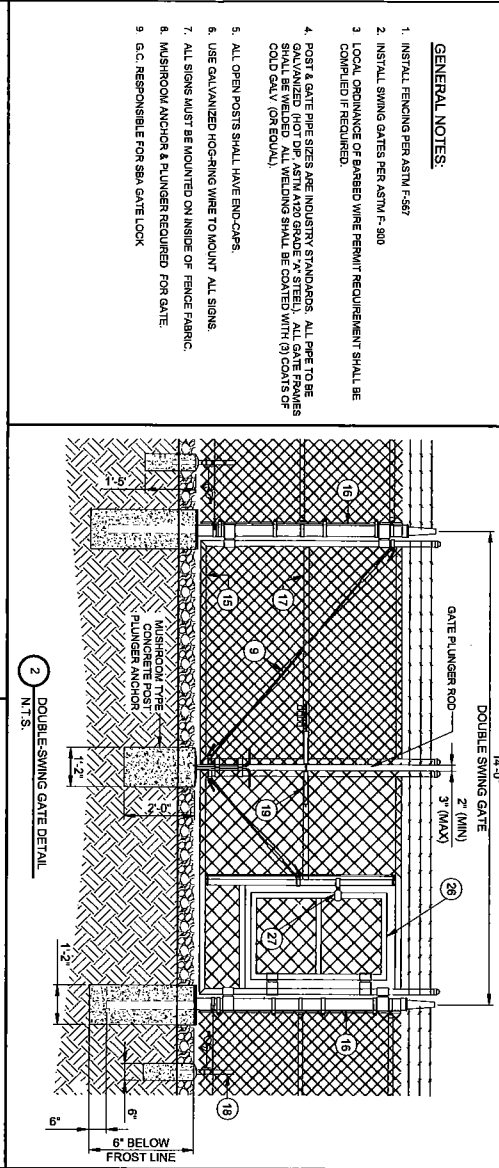 GENERAL NOTES:
1. INSTALL FENCING PER ASTM F-567
2. INSTALL SWING GATES PER ASTM F- 900
3 LOCAL ORDINANCE OF BARBED WIRE PERMIT REQUIREMENT SHALL BE
COMPLIED IF REQUIRED.
4. POST & GATE PIPE SIZES ARE INDUSTRY STANDARDS. ALL PIPE TO BE
GALVANIZED (HOT DIP, ASTM A120 GRADE "A" STEEL). ALL GATE FRAMES
SHALL BE WELDED. ALL WELDING SHALL BE COATED WITH (3) COATS OF
COLD GALV. (OR EQUAL).
5. ALL OPEN POSTS SHALL HAVE END-CAPS.
6. USE GALVANIZED HOG-RING WIRE TO MOUNT ALL SIGNS.
7. ALL SIGNS MUST BE MOUNTED ON INSIDE OF FENCE FABRIC.
8. MUSHROOM ANCHOR & PLUNGER REQUIRED FOR GATE.
9 G.C. RESPONSIBLE FOR SBA GATE LOCK
14'-0"
DOUBLE SWING GATE
2" (MIN)
3" (MAX)
GATE PLUNGER ROD
26
16
17
9
19
27
16
15
18
1'-5"
MUSHROOM TYPE
CONCRETE POST
PLUNGER ANCHOR
2'-0"
1'-2"
1'-2"
6"
6"
6" BELOW
FROST LINE
2
DOUBLE-SWING GATE DETAIL
N.T.S.